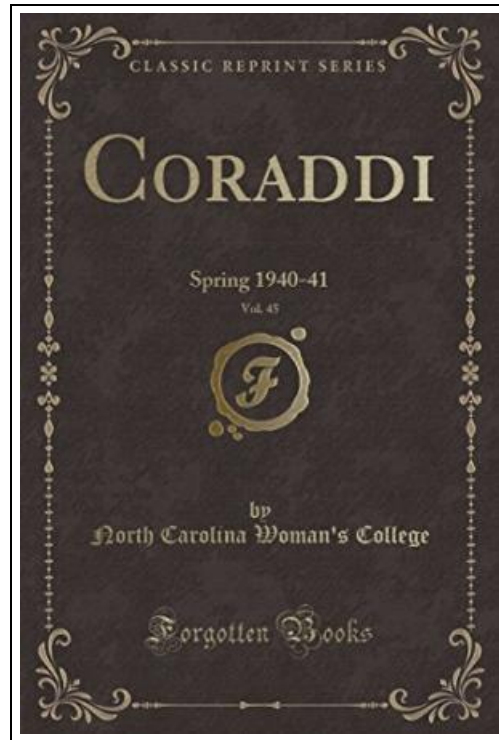 CLASSIC REPRINT SERIES
CORADDI
Spring 1940-41
Vol. 45
F
by
North Carolina Woman's College
Forgotten Books